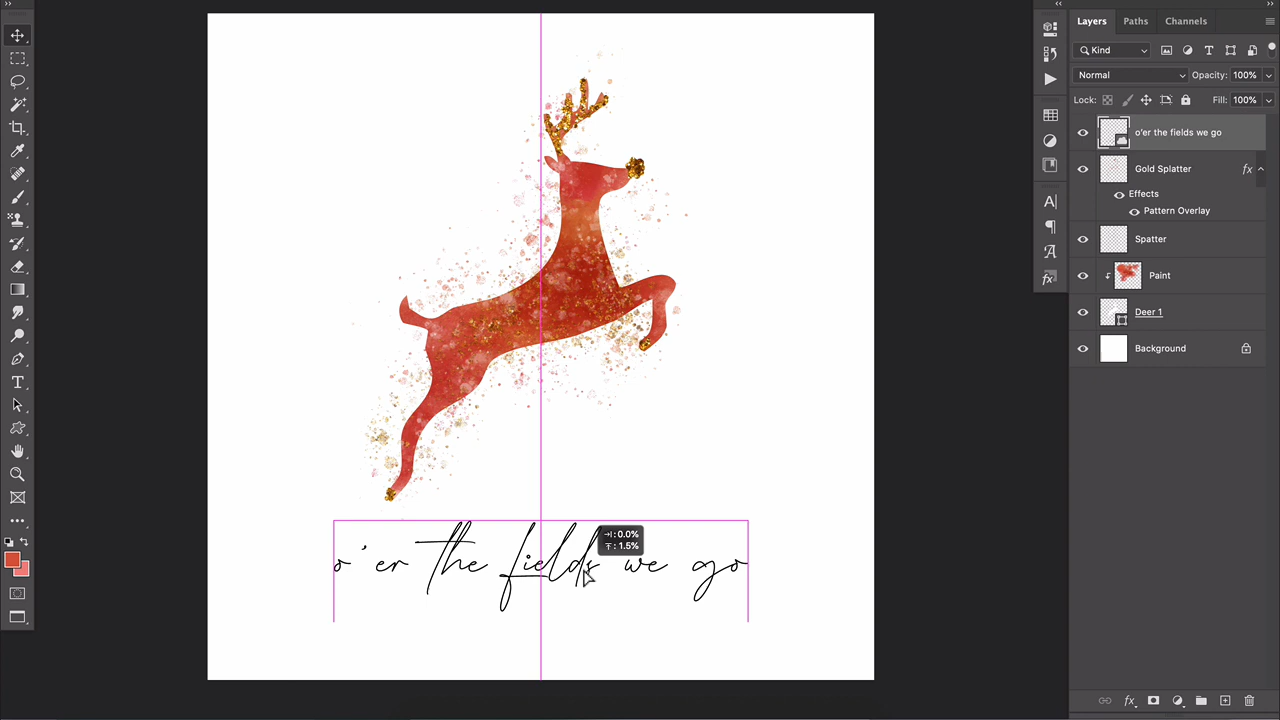 Layers Paths Channels
Kind
Normal Opacity: 100%
Lock: Fill: 100%
o'er the fields we go
Gold Splatter fx
Effects
Pattern Overlay
Spatter
Paint
Deer 1
Background
: 0.0%
: 1.5%
o'er the fields we go